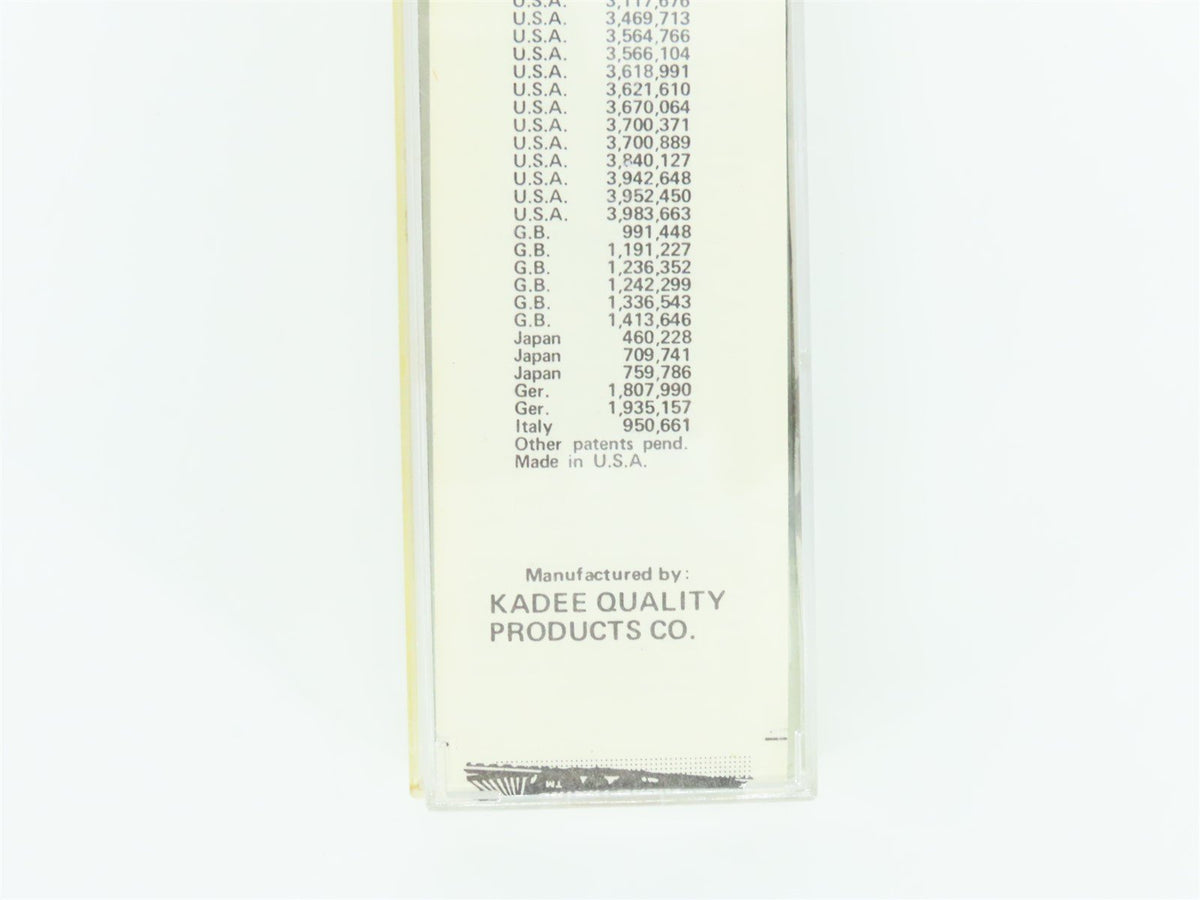 U.S.A. 3,117,676
U.S.A. 3,469,713
U.S.A. 3,564,766
U.S.A. 3,566,104
U.S.A. 3,618,991
U.S.A. 3,621,610
U.S.A. 3,670,064
U.S.A. 3,700,371
U.S.A. 3,700,889
U.S.A. 3,840,127
U.S.A. 3,942,648
U.S.A. 3,952,450
U.S.A. 3,983,663
G.B. 991,448
G.B. 1,191,227
G.B. 1,236,352
G.B. 1,242,299
G.B. 1,336,543
G.B. 1,413,646
Japan 460,228
Japan 709,741
Japan 759,786
Ger. 1,807,990
Ger. 1,935,157
Italy 950,661
Other patents pend.
Made in U.S.A.
Manufactured by:
KADEE QUALITY
PRODUCTS CO.
TM